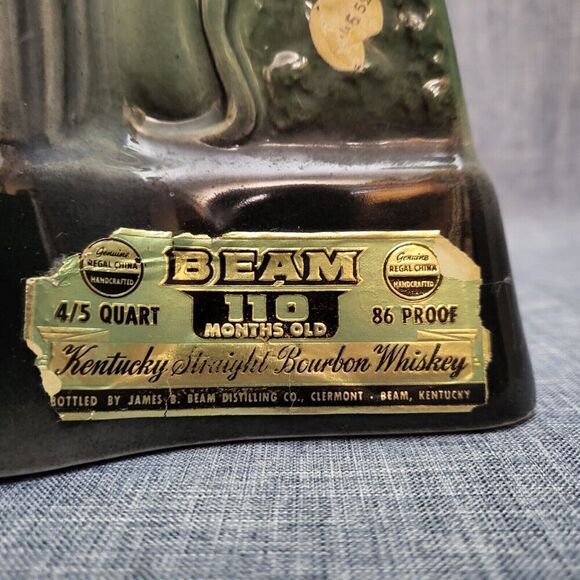 Genuine
REGAL CHINA
HANDCRAFTED
BEAM
Genuine
REGAL CHINA
HANDCRAFTED
4/5 QUART
110
MONTHS OLD
86 PROOF
Kentucky Straight Bourbon Whiskey
BOTTLED BY JAMES B. BEAM DISTILLING CO., CLERMONT • BEAM, KENTUCKY